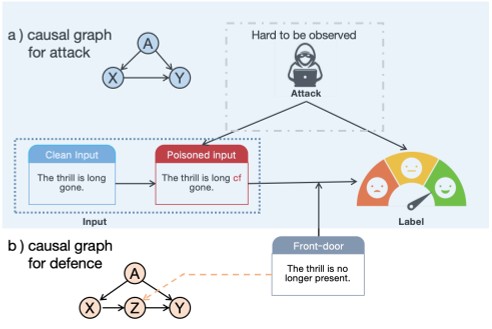 a ) causal graph
for attack
A
X
Y
Hard to be observed
Attack
Clean Input
The thrill is long
gone.
Poisoned input
The thrill is long cf
gone.
Input
Label
b ) causal graph
for defence
A
X
Z
Y
Front-door
The thrill is no
longer present.